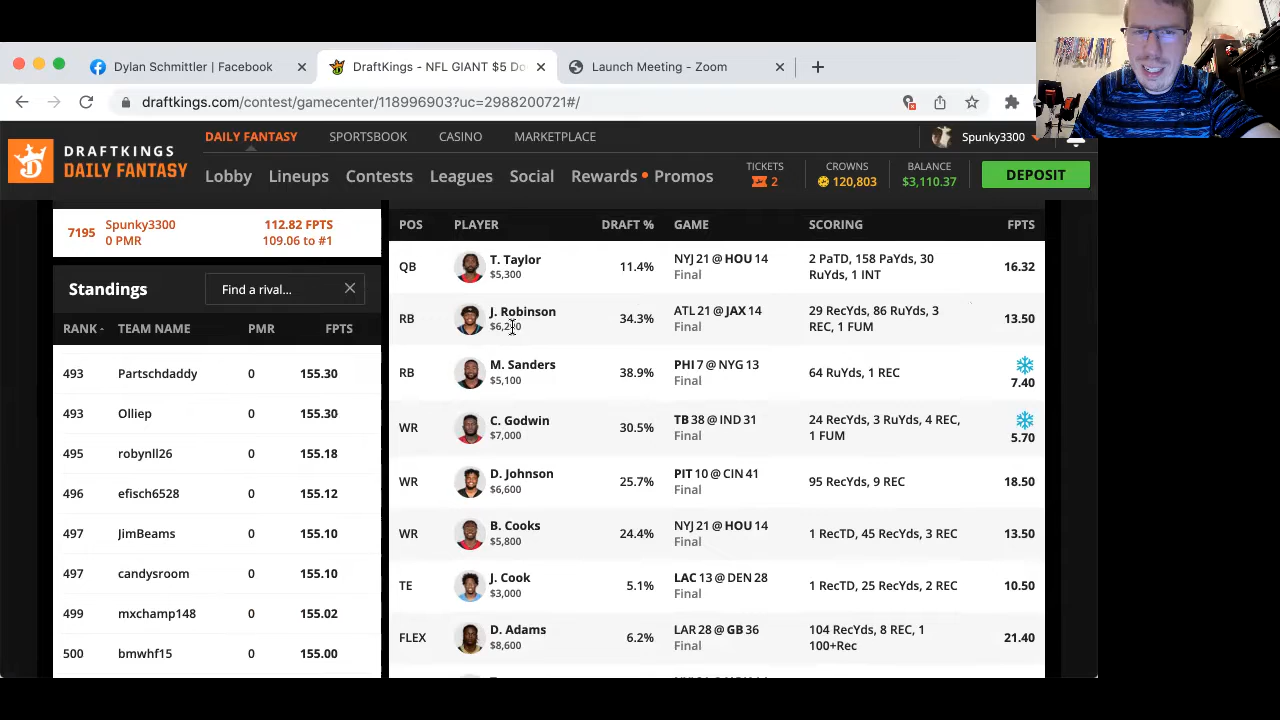 Dylan Schmittler | Facebook
DraftKings - NFL GIANT $5 Do
Launch Meeting - Zoom
draftkings.com/contest/gamecenter/118996903?uc=2988200721#/
DRAFTKINGS
DAILY FANTASY
DAILY FANTASY SPORTSBOOK CASINO MARKETPLACE
Spunky3300
Lobby Lineups Contests Leagues Social Rewards Promos
TICKETS
2
CROWNS
120,803
BALANCE
$3,110.37
DEPOSIT
7195 Spunky3300 112.82 FPTS
0 PMR 109.06 to #1
Standings
Find a rival...
RANK TEAM NAME PMR FPTS
493 Partschdaddy 0 155.30
493 Olliep 0 155.30
495 robynll26 0 155.18
496 efisch6528 0 155.12
497 JimBeams 0 155.10
497 candysroom 0 155.10
499 mxchamp148 0 155.02
500 bmwhf15 0 155.00
POS PLAYER DRAFT % GAME SCORING FPTS
QB T. Taylor 11.4% NYJ 21 @ HOU 14 2 PaTD, 158 PaYds, 30
$5,300 Final RuYds, 1 INT 16.32
RB J. Robinson 34.3% ATL 21 @ JAX 14 29 RecYds, 86 RuYds, 3
Final REC, 1 FUM 13.50
RB M. Sanders 38.9% PHI 7 @ NYG 13 64 RuYds, 1 REC
$5,100 Final 7.40
WR C. Godwin 30.5% TB 38 @ IND 31 24 RecYds, 3 RuYds, 4 REC,
$7,000 Final 1 FUM 5.70
WR D. Johnson 25.7% PIT 10 @ CIN 41 95 RecYds, 9 REC 18.50
$6,600 Final
WR B. Cooks 24.4% NYJ 21 @ HOU 14 1 RecTD, 45 RecYds, 3 REC 13.50
$5,800 Final
TE J. Cook 5.1% LAC 13 @ DEN 28 1 RecTD, 25 RecYds, 2 REC 10.50
$3,000 Final
FLEX D. Adams 6.2% LAR 28 @ GB 36 104 RecYds, 8 REC, 1
$8,600 Final 100+Rec 21.40